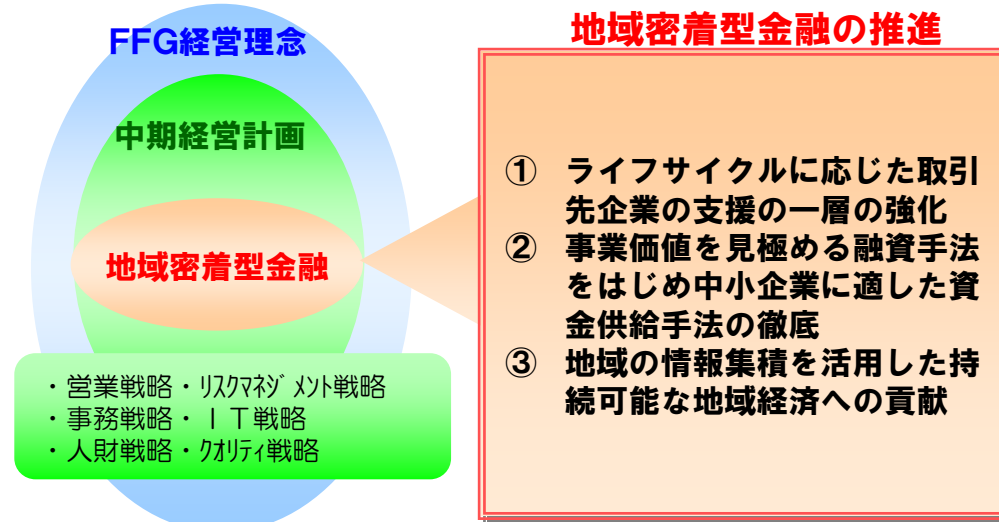 FFG経営理念
中期経営計画
地域密着型金融
・営業戦略・ﾘｽｸﾏﾈｼﾞﾒﾝﾄ戦略
・事務戦略・ＩＴ戦略
・人財戦略・ｸｵﾘﾃｨ戦略
地域密着型金融の推進
① ライフサイクルに応じた取引
先企業の支援の一層の強化
② 事業価値を見極める融資手法
をはじめ中小企業に適した資
金供給手法の徹底
③ 地域の情報集積を活用した持
続可能な地域経済への貢献